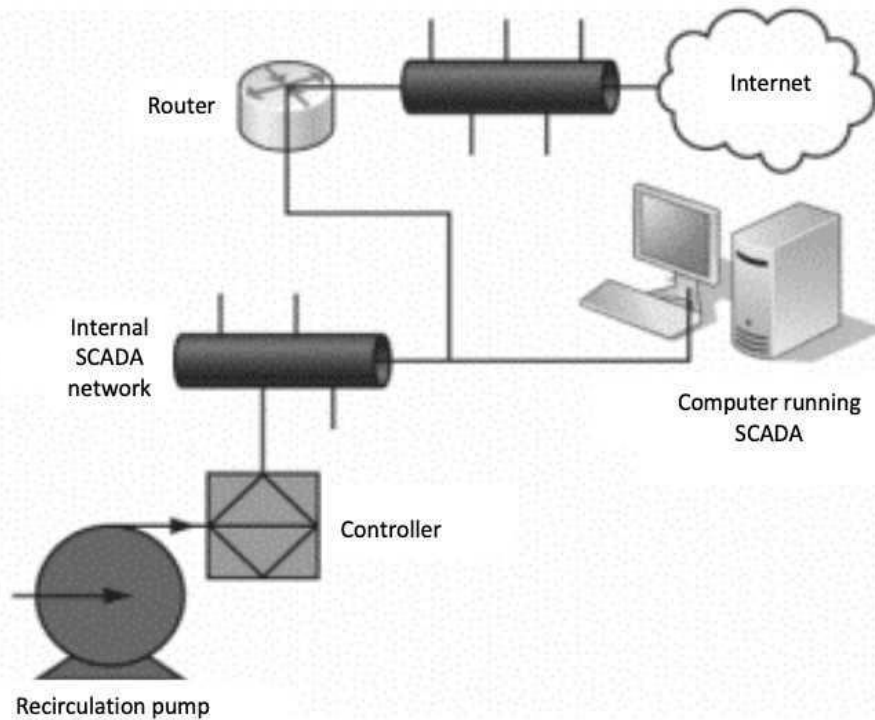 Router
Internet
Internal
SCADA
network
Computer running
SCADA
Controller
Recirculation pump